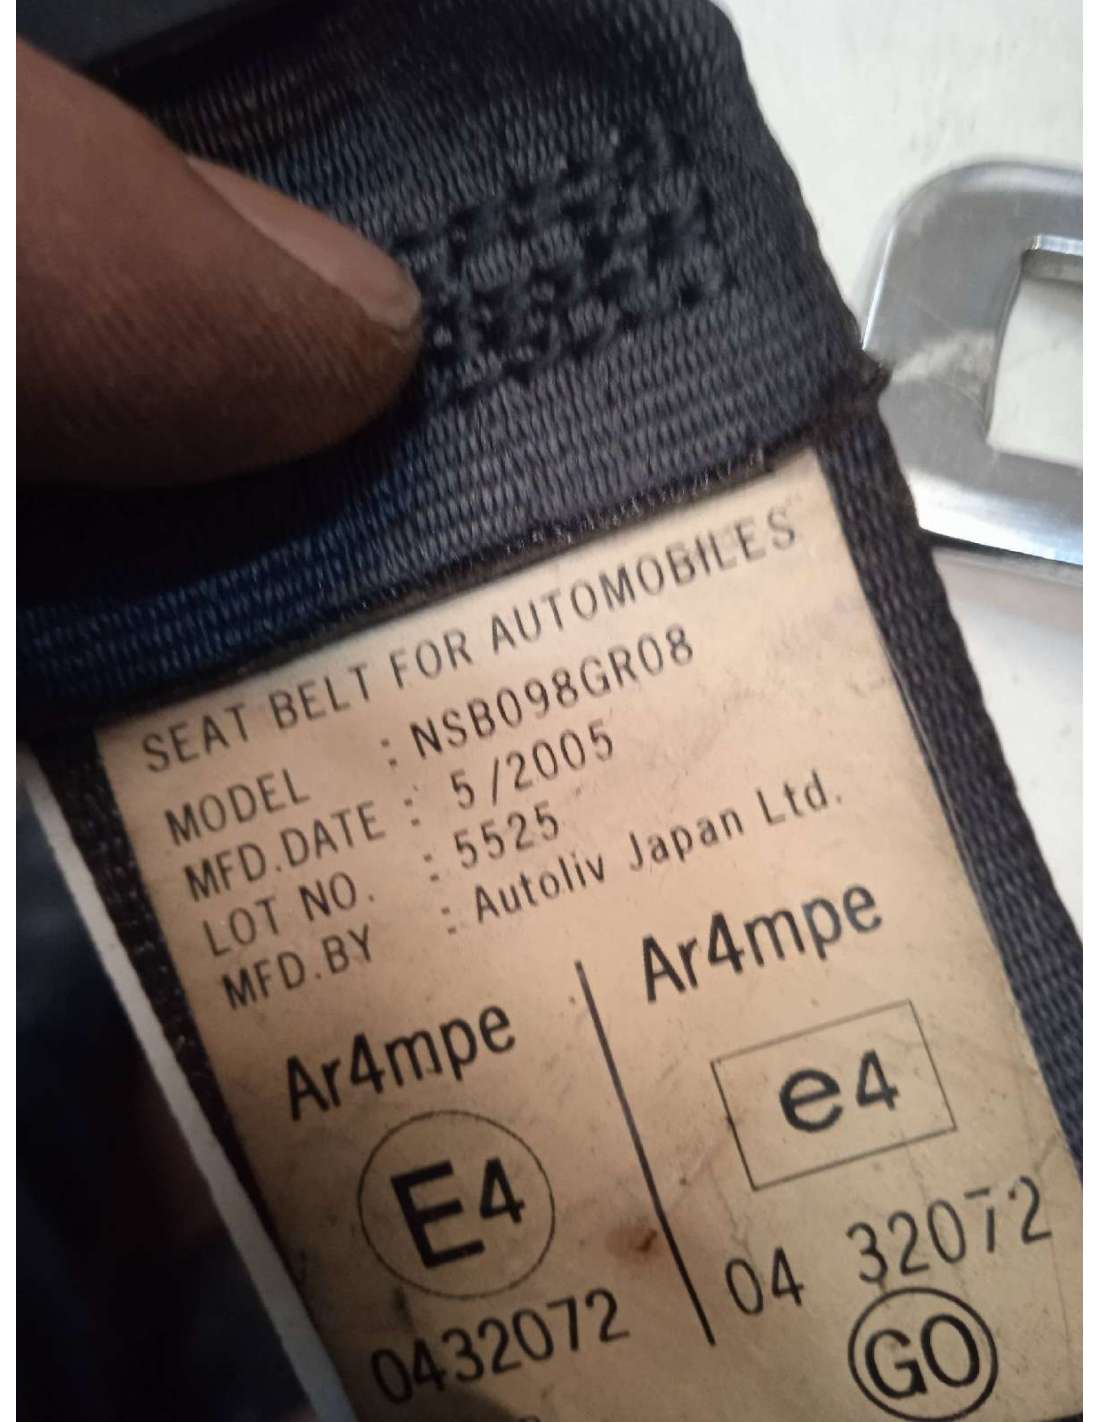 SEAT BELT FOR AUTOMOBILES
MODEL : NSB098GR08
MFD.DATE : 5/2005
LOT NO. : 5525
MFD.BY : Autoliv Japan Ltd.
Ar4mpe Ar4mpe
E4 e4
0432072 04 32072
GO